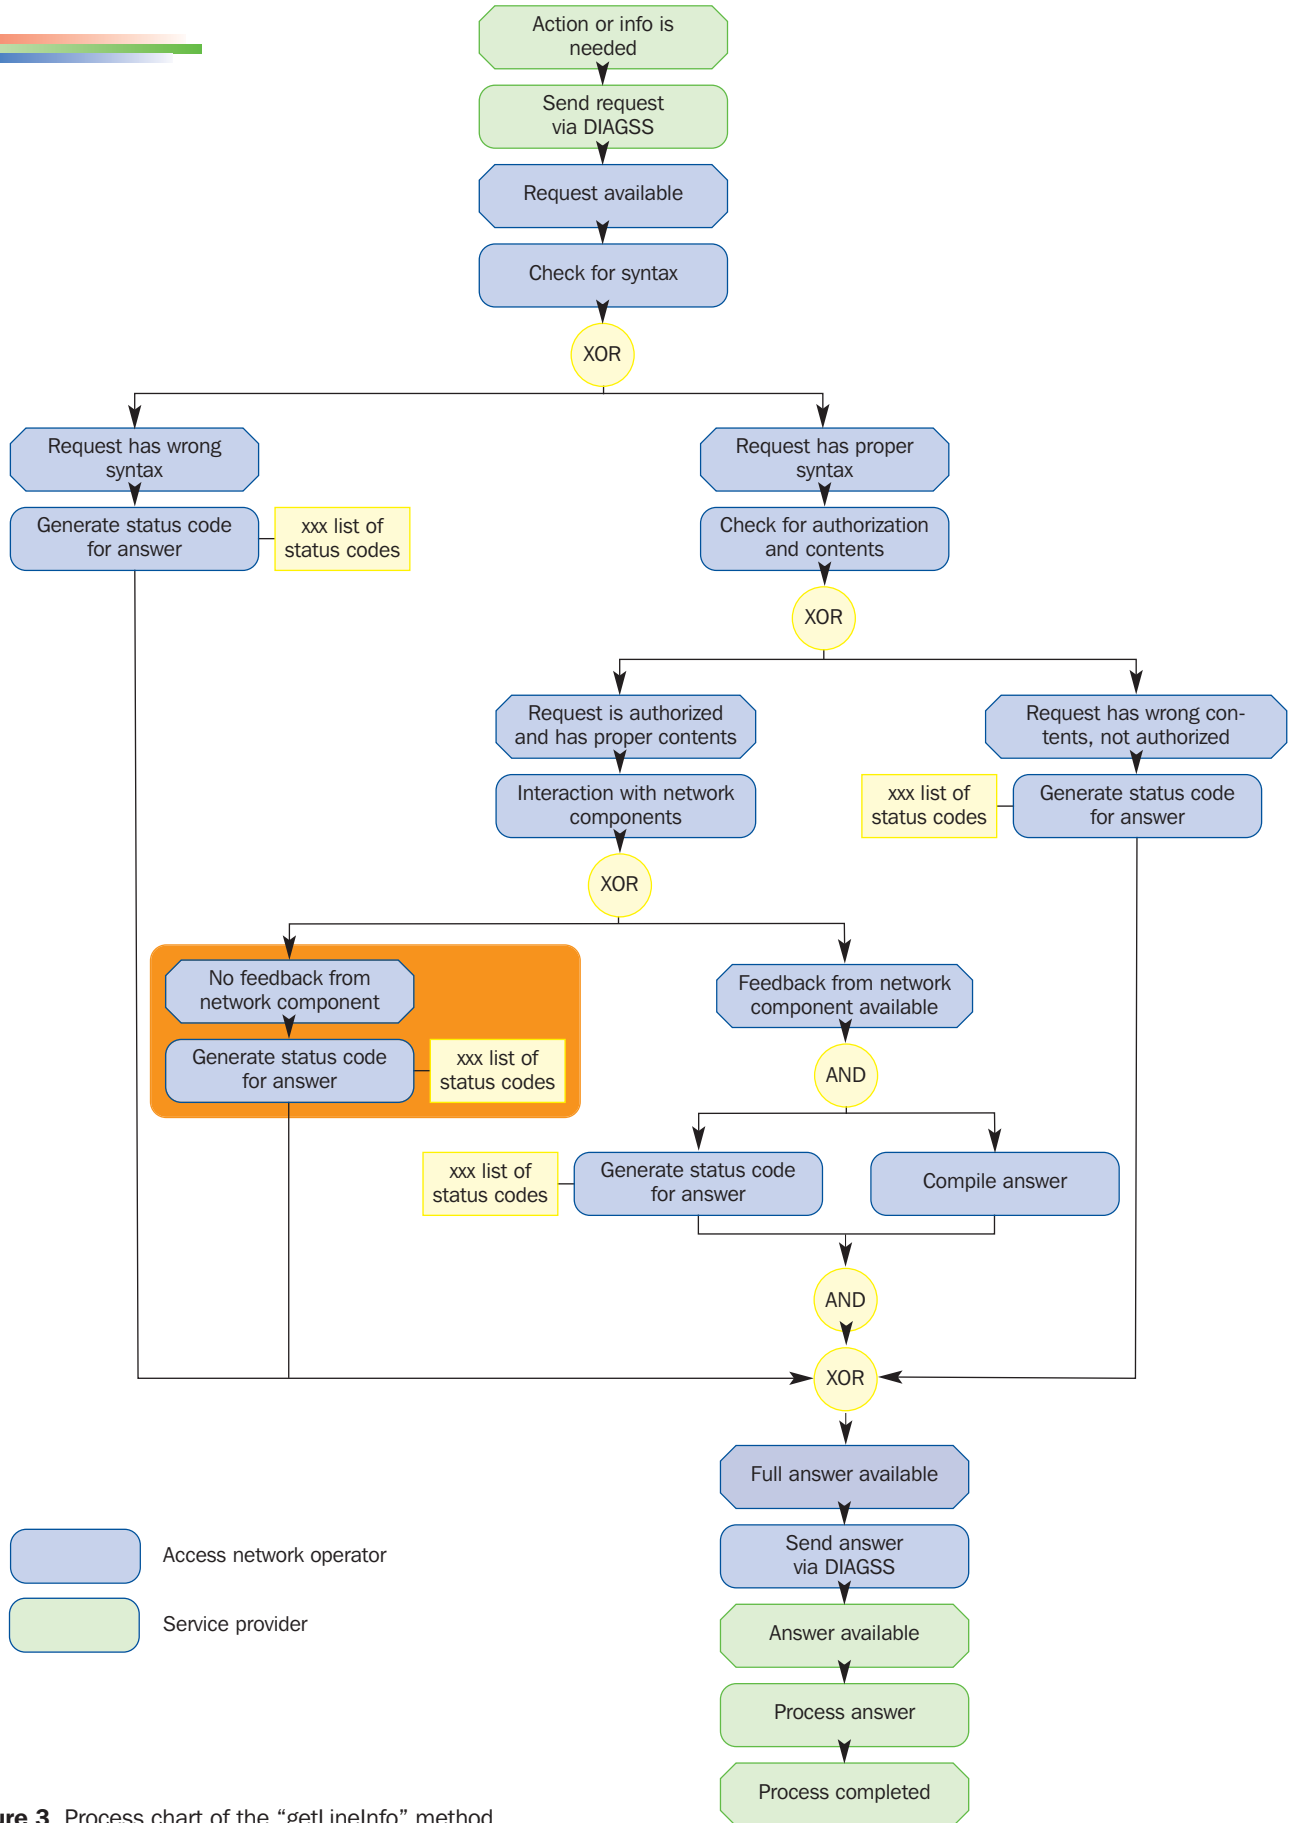 Action or info is
needed
Send request
via DIAGSS
Request available
Check for syntax
XOR
Request has wrong
syntax
Request has proper
syntax
Generate status code
for answer
xxx list of
status codes
Check for authorization
and contents
XOR
Request is authorized
and has proper contents
Request has wrong con-
tents, not authorized
Interaction with network
components
xxx list of
status codes
Generate status code
for answer
XOR
No feedback from
network component
Feedback from network
component available
Generate status code
for answer
xxx list of
status codes
AND
xxx list of
status codes
Generate status code
for answer
Compile answer
AND
XOR
Full answer available
Send answer
via DIAGSS
Access network operator
Service provider
Answer available
Process answer
Process completed
ure 3 Process chart of the “getLineInfo” method